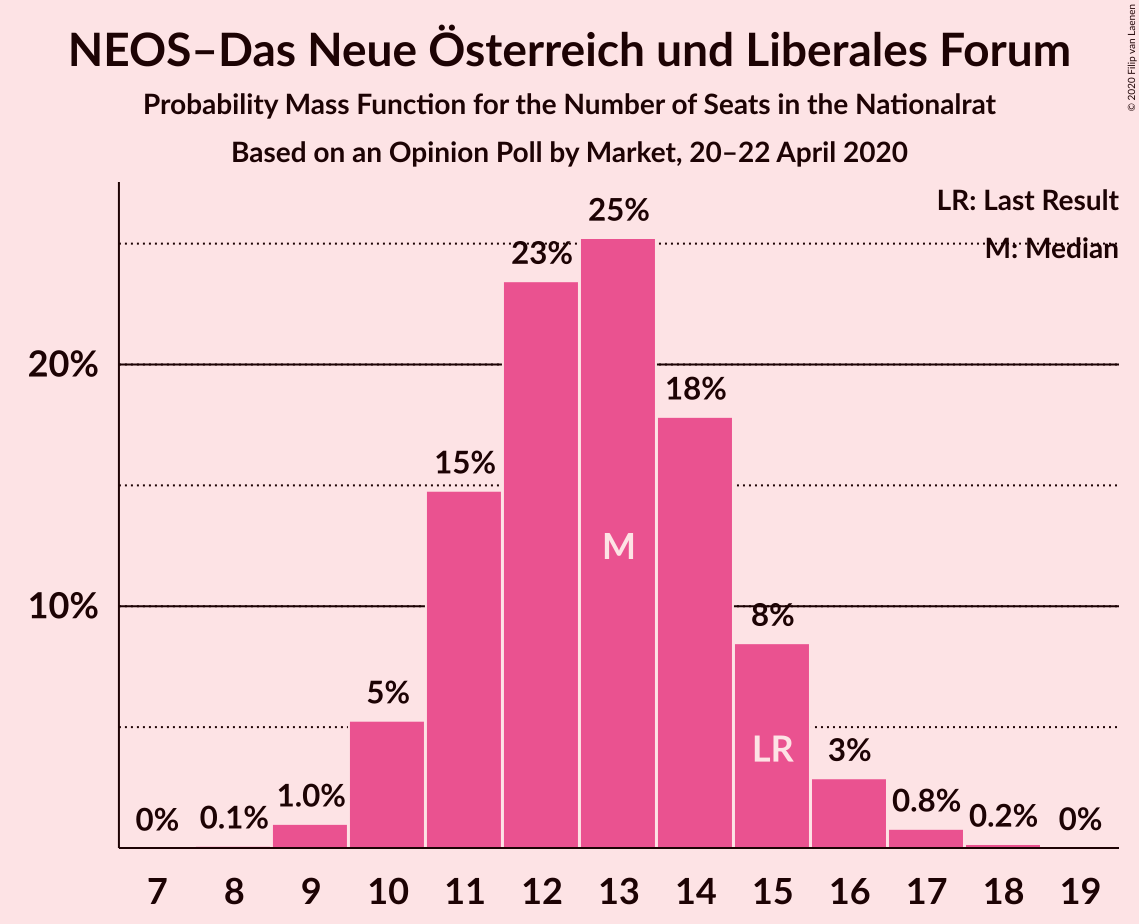 NEOS–Das Neue Österreich und Liberales Forum
Probability Mass Function for the Number of Seats in the Nationalrat
Based on an Opinion Poll by Market, 20–22 April 2020
© 2020 Filip van Laenen
LR: Last Result
M: Median
20%
10%
0%
0.1%
1.0%
5%
15%
23%
25%
18%
8%
3%
0.8%
0.2%
0%
M
LR
7 8 9 10 11 12 13 14 15 16 17 18 19